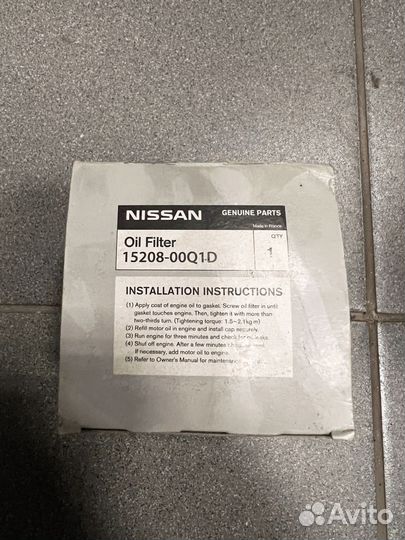 NISSAN
GENUINE PARTS
Made in France
Oil Filter
QTY
15208-00Q1D
1
INSTALLATION INSTRUCTIONS
(1) Apply cost of engine oil to gasket. Screw oil filter in until
gasket touches engine. Then, tighten it with more than
two-thirds turn. (Tightening torque: 1.5~2.1kg m)
(2) Refill motor oil in engine and install cap securely.
(3) Run engine for three minutes and check for oil leaks.
(4) Shut off engine. After a few minutes
If necessary, add motor oil to engine.
(5) Refer to Owner's Manual for maintenance
Avito